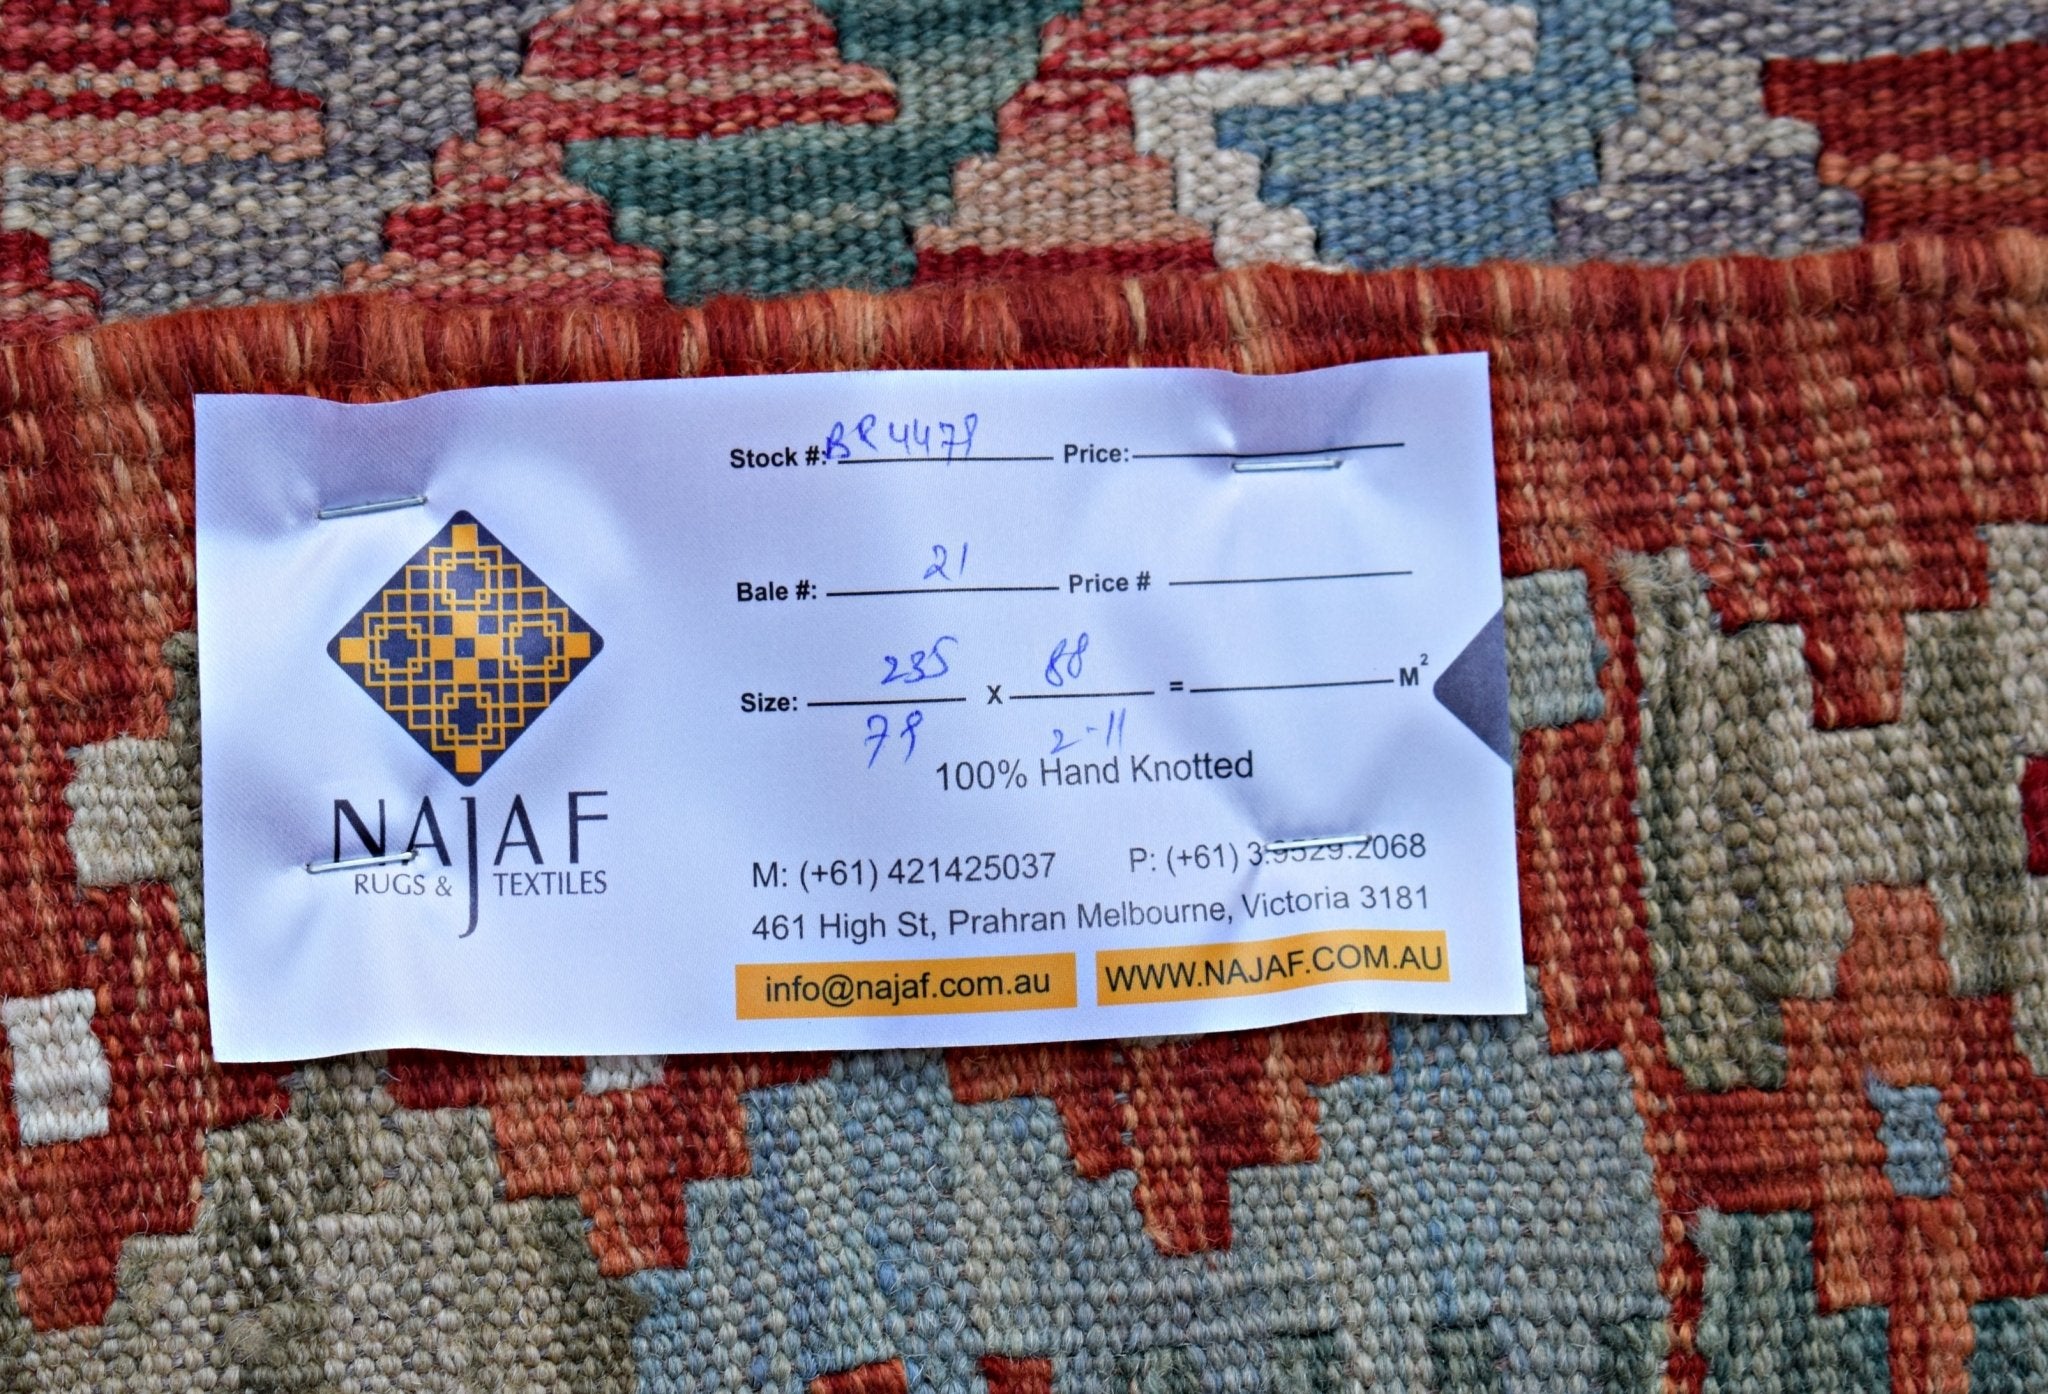 NAJAF
RUGS & TEXTILES
Stock #: BR4479 Price:
Bale #: 21 Price #
Size: 235 X 88 = M²
79 2-11
100% Hand Knotted
M: (+61) 421425037 P: (+61) 3.9529.2068
461 High St, Prahran Melbourne, Victoria 3181
info@najaf.com.au WWW.NAJAF.COM.AU